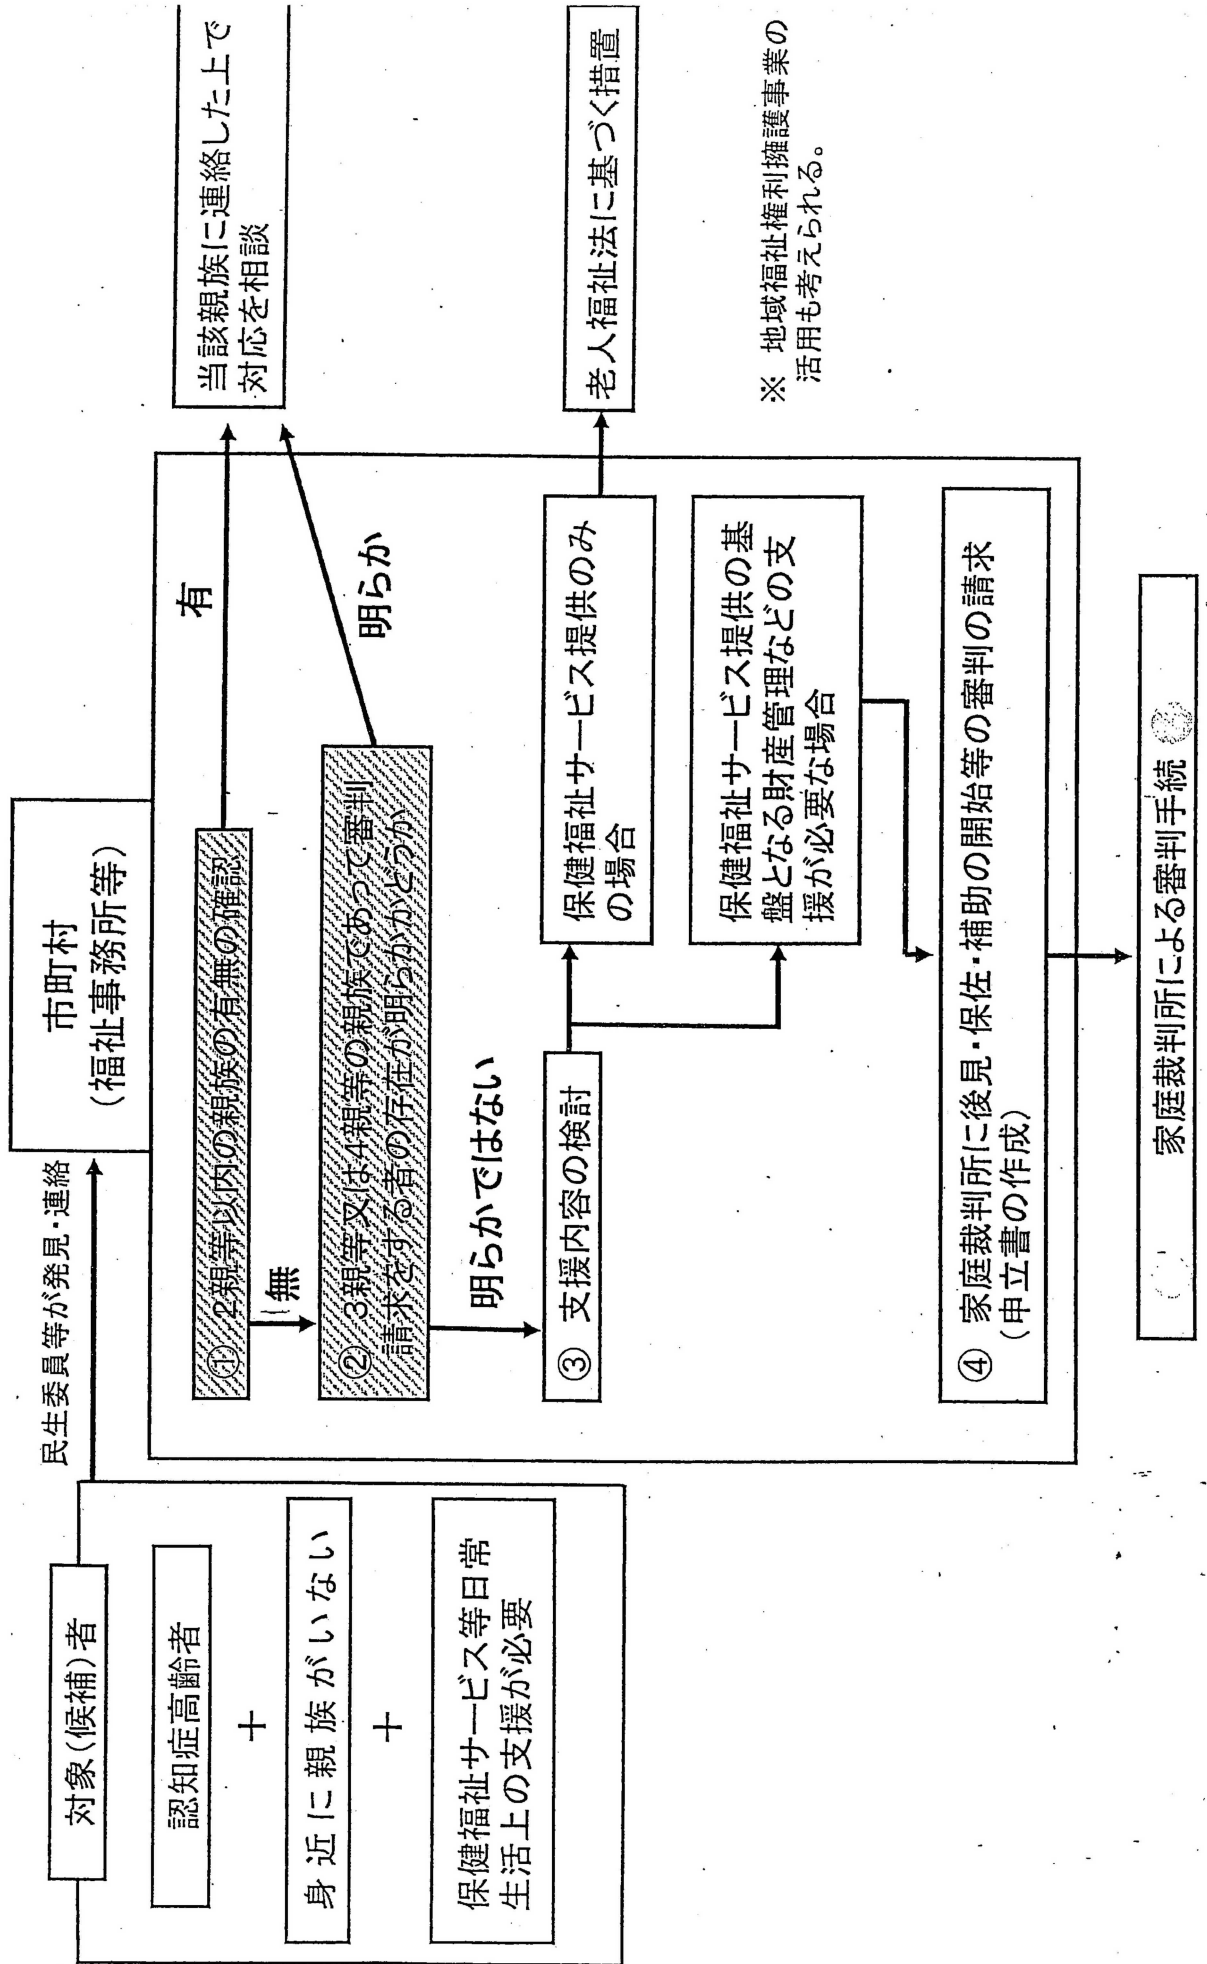 対象(候補)者
認知症高齢者
＋
身近に親族がいない
＋
保健福祉サービス等日常
生活上の支援が必要
民生委員等が発見・連絡
市町村
(福祉事務所等)
① 2親等以内の親族の有無の確認
有
無
② 3親等又は4親等の親族であって審判
請求をする者の存在が明らかかどうか
明らか
明らかではない
③ 支援内容の検討
保健福祉サービス提供のみ
の場合
保健福祉サービス提供の基
盤となる財産管理などの支
援が必要な場合
④ 家庭裁判所に後見・保佐・補助の開始等の審判の請求
(申立書の作成)
家庭裁判所による審判手続
当該親族に連絡した上で
対応を相談
老人福祉法に基づく措置
※ 地域福祉権利擁護事業の
活用も考えられる。